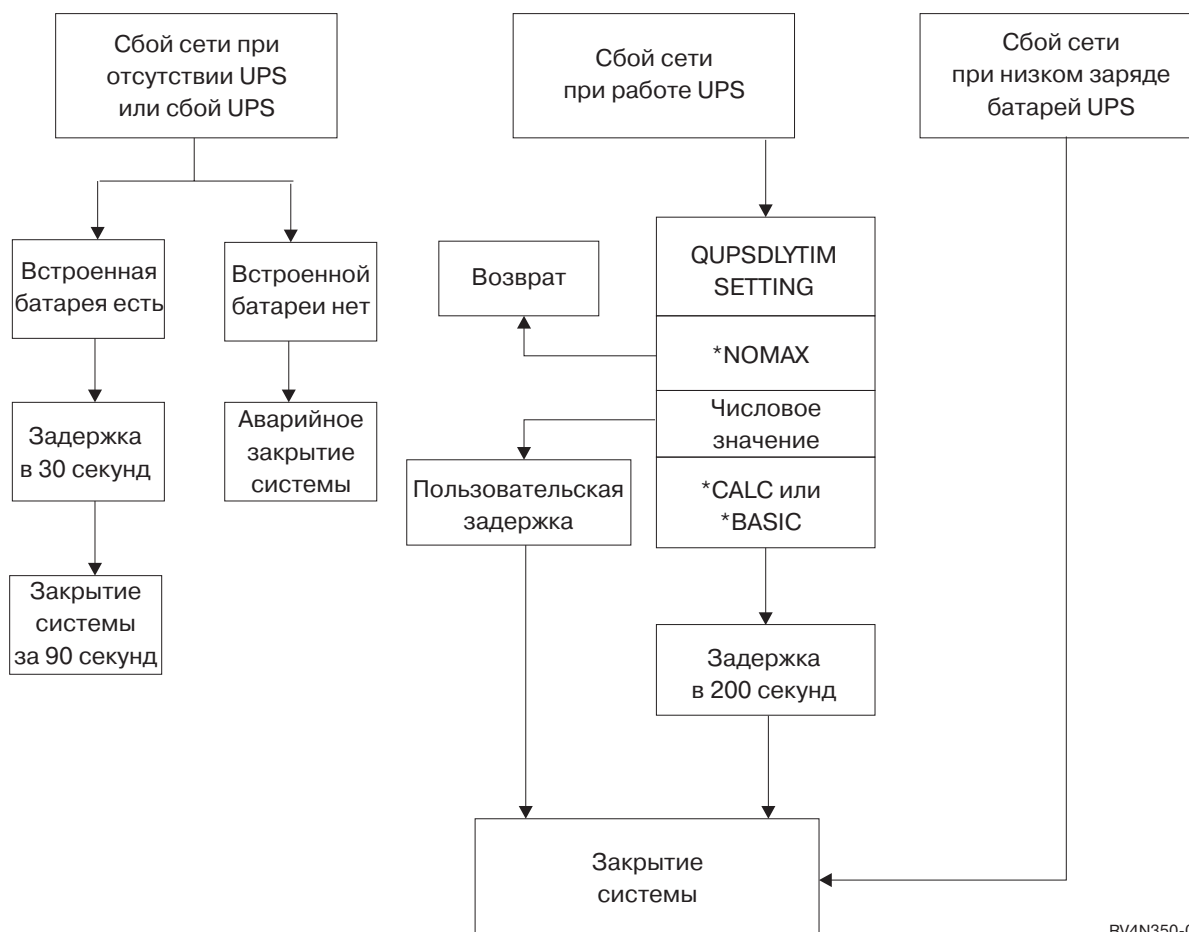 Сбой сети при
отсутствии UPS
или сбой UPS
Сбой сети
при работе UPS
Сбой сети
при низком заряде
батарей UPS
Встроенная
батарея есть
Встроенной
батареи нет
Возврат
QUPSDLYTIM
SETTING
*NOMAX
Числовое
значение
*CALC или
*BASIC
Задержка
в 30 секунд
Аварийное
закрытие
системы
Пользовательская
задержка
Закрытие
системы
за 90 секунд
Задержка
в 200 секунд
Закрытие
системы